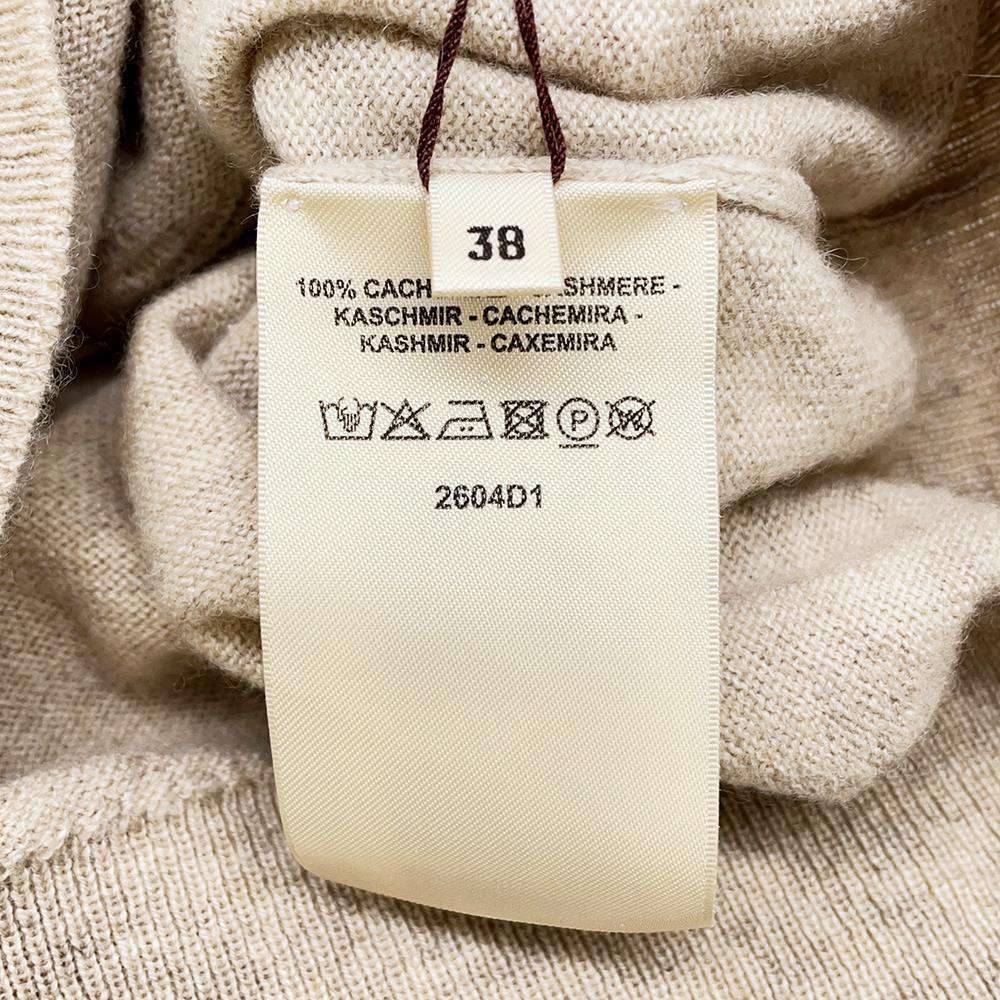 38
100% CACH SHMERE -
KASCHMIR - CACHEMIRA -
KASHMIR - CAXEMIRA
P W
2604D1